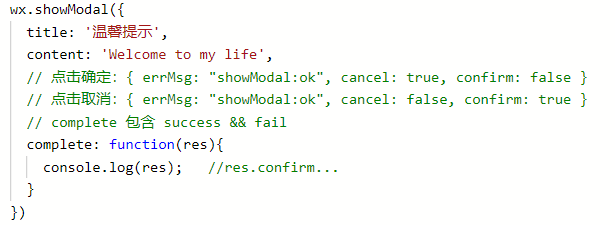 wx.showModal({
  title: '温馨提示',
  content: 'Welcome to my life',
  // 点击确定：{ errMsg: "showModal:ok", cancel: true, confirm: false }
  // 点击取消：{ errMsg: "showModal:ok", cancel: false, confirm: true }
  // complete 包含 success && fail
  complete: function(res){
    console.log(res);   //res.confirm...
  }
})